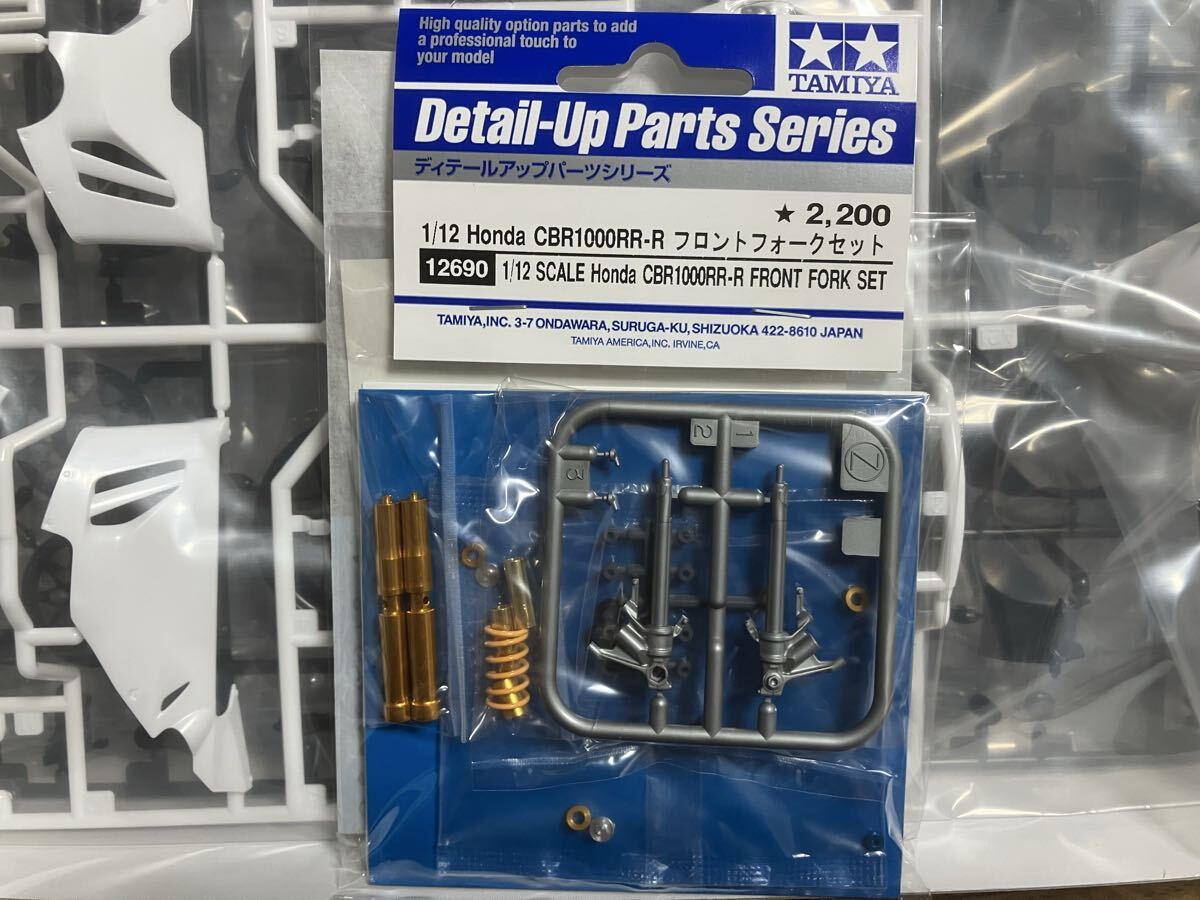 High quality option parts to add
a professional touch to
your model
TAMIYA
Detail-Up Parts Series
ディテールアップパーツシリーズ
★ 2,200
1/12 Honda CBR1000RR-R フロントフォークセット
12690 1/12 SCALE Honda CBR1000RR-R FRONT FORK SET
TAMIYA,INC. 3-7 ONDAWARA, SURUGA-KU, SHIZUOKA 422-8610 JAPAN
TAMIYA AMERICA,INC. IRVINE,CA
1
2
Z
3